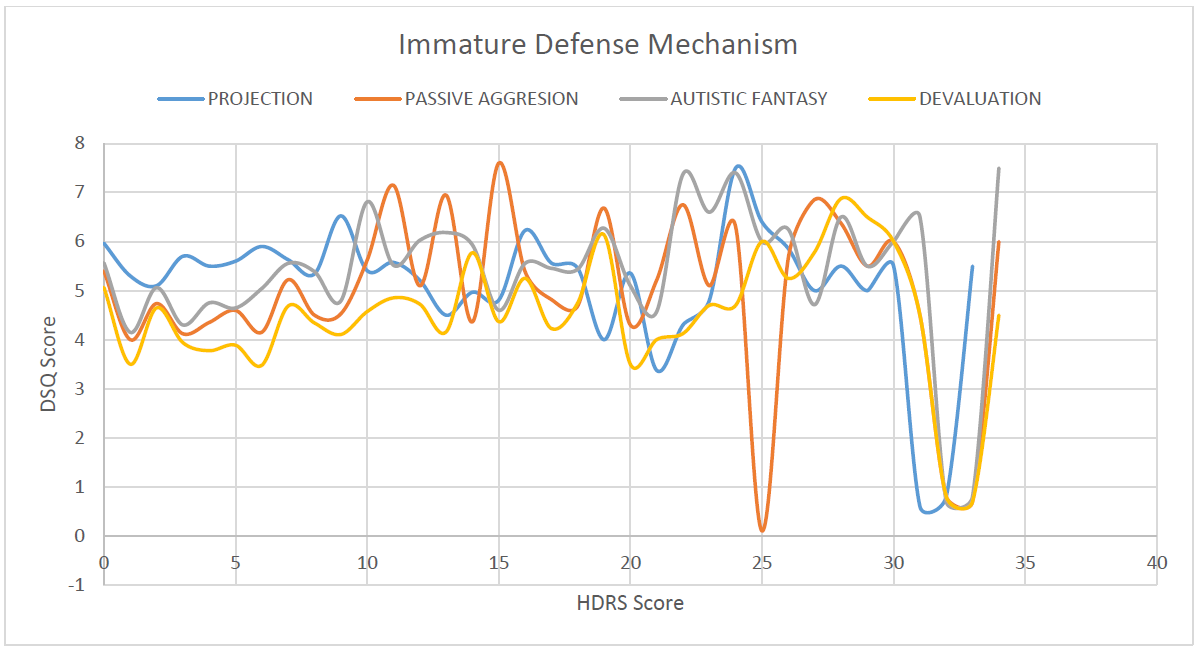 Immature Defense Mechanism
PROJECTION PASSIVE AGGRESION AUTISTIC FANTASY DEVALUATION
8
7
6
5
4
3
2
1
0
-1
DSQ Score
0 5 10 15 20 25 30 35 40
HDRS Score